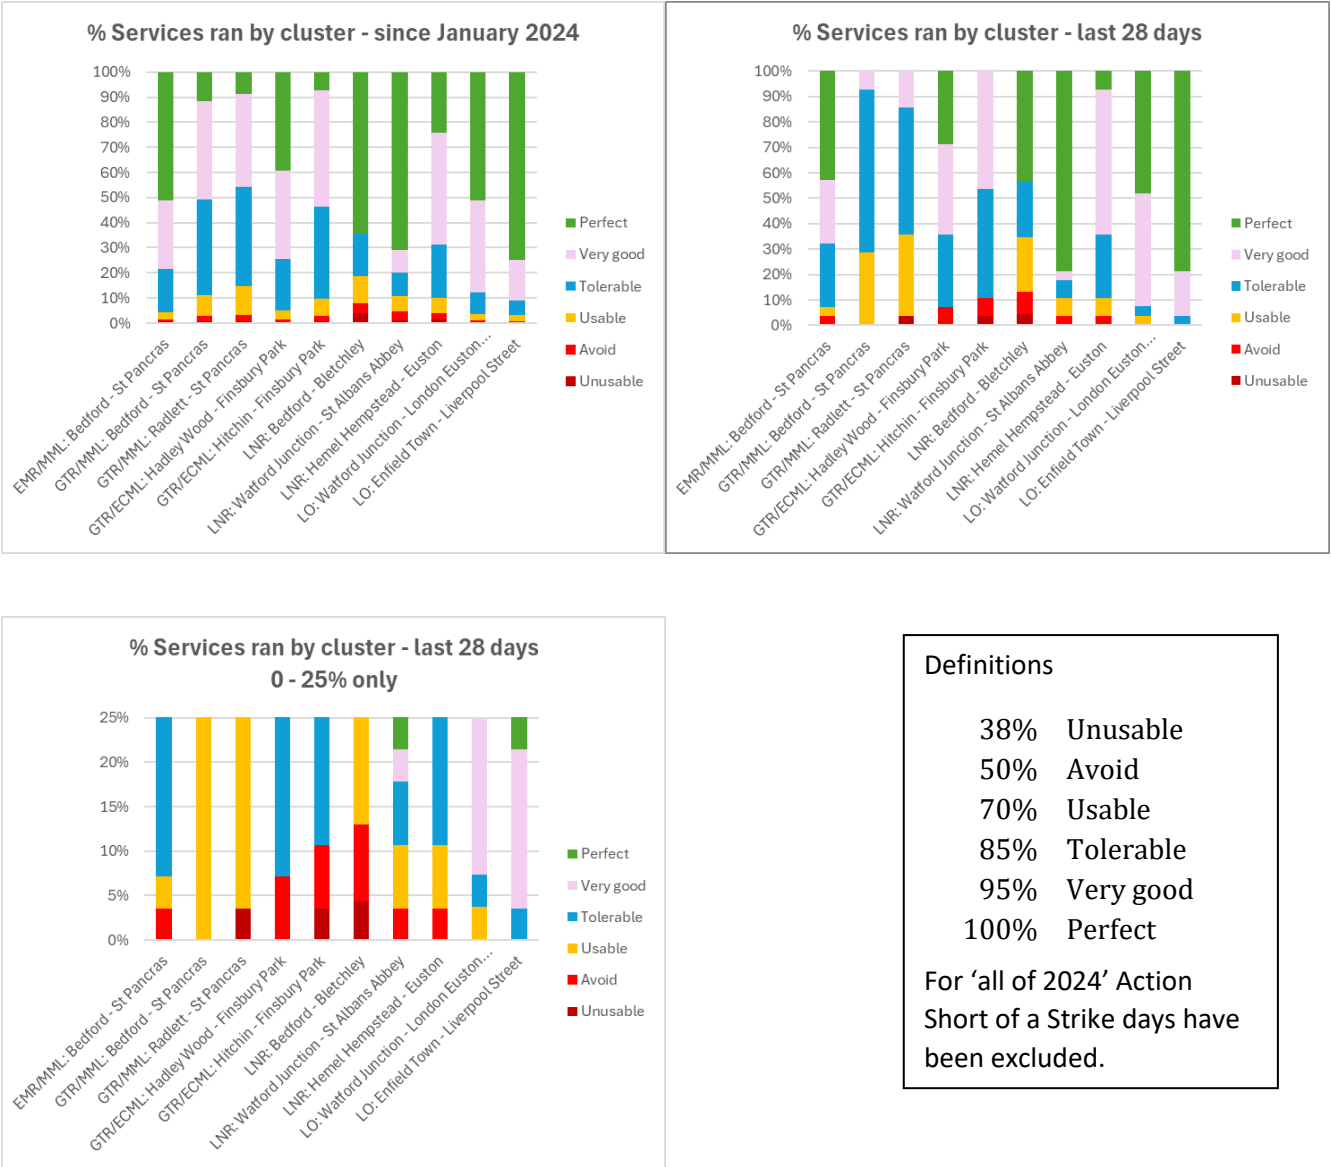 % Services ran by cluster - since January 2024
100%
90%
80%
70%
60%
50%
40%
30%
20%
10%
0%
EMR/MML: Bedford - St Pancras
GTR/MML: Bedford - St Pancras
GTR/MML: Radlett - St Pancras
GTR/ECML: Hadley Wood - Finsbury Park
GTR/ECML: Hitchin - Finsbury Park
LNR: Bedford - Bletchley
LNR: Watford Junction - St Albans Abbey
LNR: Hemel Hempstead - Euston
LO: Watford Junction - London Euston...
LO: Enfield Town - Liverpool Street
Perfect
Very good
Tolerable
Usable
Avoid
Unusable
% Services ran by cluster - last 28 days
100%
90%
80%
70%
60%
50%
40%
30%
20%
10%
0%
EMR/MML: Bedford - St Pancras
GTR/MML: Bedford - St Pancras
GTR/MML: Radlett - St Pancras
GTR/ECML: Hadley Wood - Finsbury Park
GTR/ECML: Hitchin - Finsbury Park
LNR: Bedford - Bletchley
LNR: Watford Junction - St Albans Abbey
LNR: Hemel Hempstead - Euston
LO: Watford Junction - London Euston...
LO: Enfield Town - Liverpool Street
Perfect
Very good
Tolerable
Usable
Avoid
Unusable
% Services ran by cluster - last 28 days
0 - 25% only
25%
20%
15%
10%
5%
0%
EMR/MML: Bedford - St Pancras
GTR/MML: Bedford - St Pancras
GTR/MML: Radlett - St Pancras
GTR/ECML: Hadley Wood - Finsbury Park
GTR/ECML: Hitchin - Finsbury Park
LNR: Bedford - Bletchley
LNR: Watford Junction - St Albans Abbey
LNR: Hemel Hempstead - Euston
LO: Watford Junction - London Euston...
LO: Enfield Town - Liverpool Street
Perfect
Very good
Tolerable
Usable
Avoid
Unusable
Definitions
38% Unusable
50% Avoid
70% Usable
85% Tolerable
95% Very good
100% Perfect
For ‘all of 2024’ Action
Short of a Strike days have
been excluded.